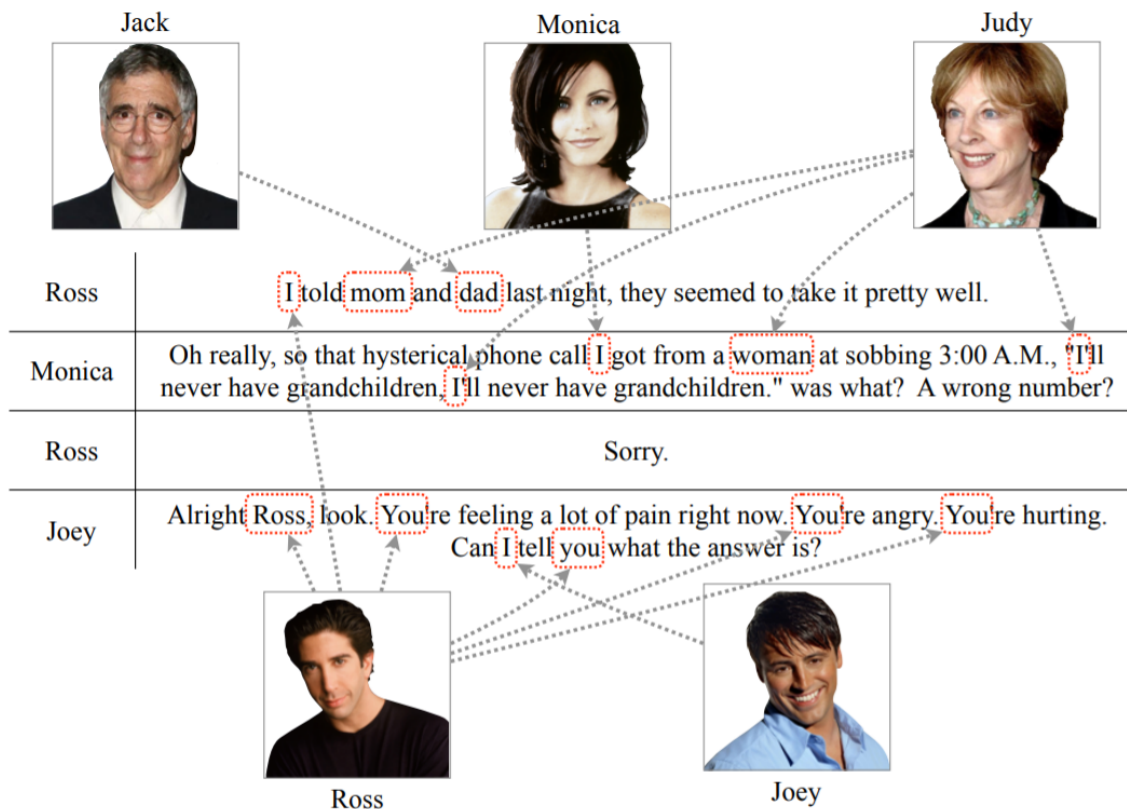 Jack Monica Judy
Ross I told mom and dad last night, they seemed to take it pretty well.
Monica Oh really, so that hysterical phone call I got from a woman at sobbing 3:00 A.M., "I'll
never have grandchildren, I'll never have grandchildren." was what? A wrong number?
Ross Sorry.
Joey Alright Ross, look. You're feeling a lot of pain right now. You're angry. You're hurting.
Can I tell you what the answer is?
Ross Joey